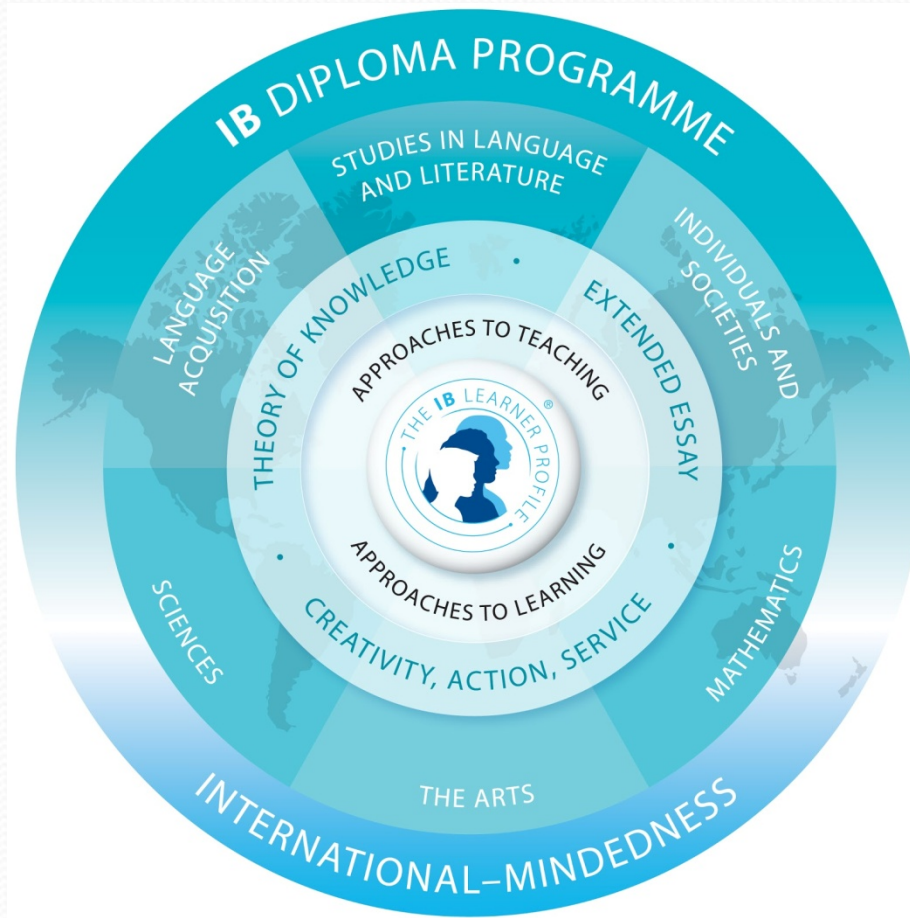 IB DIPLOMA PROGRAMME
STUDIES IN LANGUAGE
AND LITERATURE
LANGUAGE
ACQUISITION
INDIVIDUALS AND
SOCIETIES
THEORY OF KNOWLEDGE
•
EXTENDED ESSAY
•
APPROACHES TO TEACHING
THE IB LEARNER PROFILE
®
APPROACHES TO LEARNING
•
CREATIVITY, ACTION, SERVICE
SCIENCES
MATHEMATICS
THE ARTS
INTERNATIONAL–MINDEDNESS